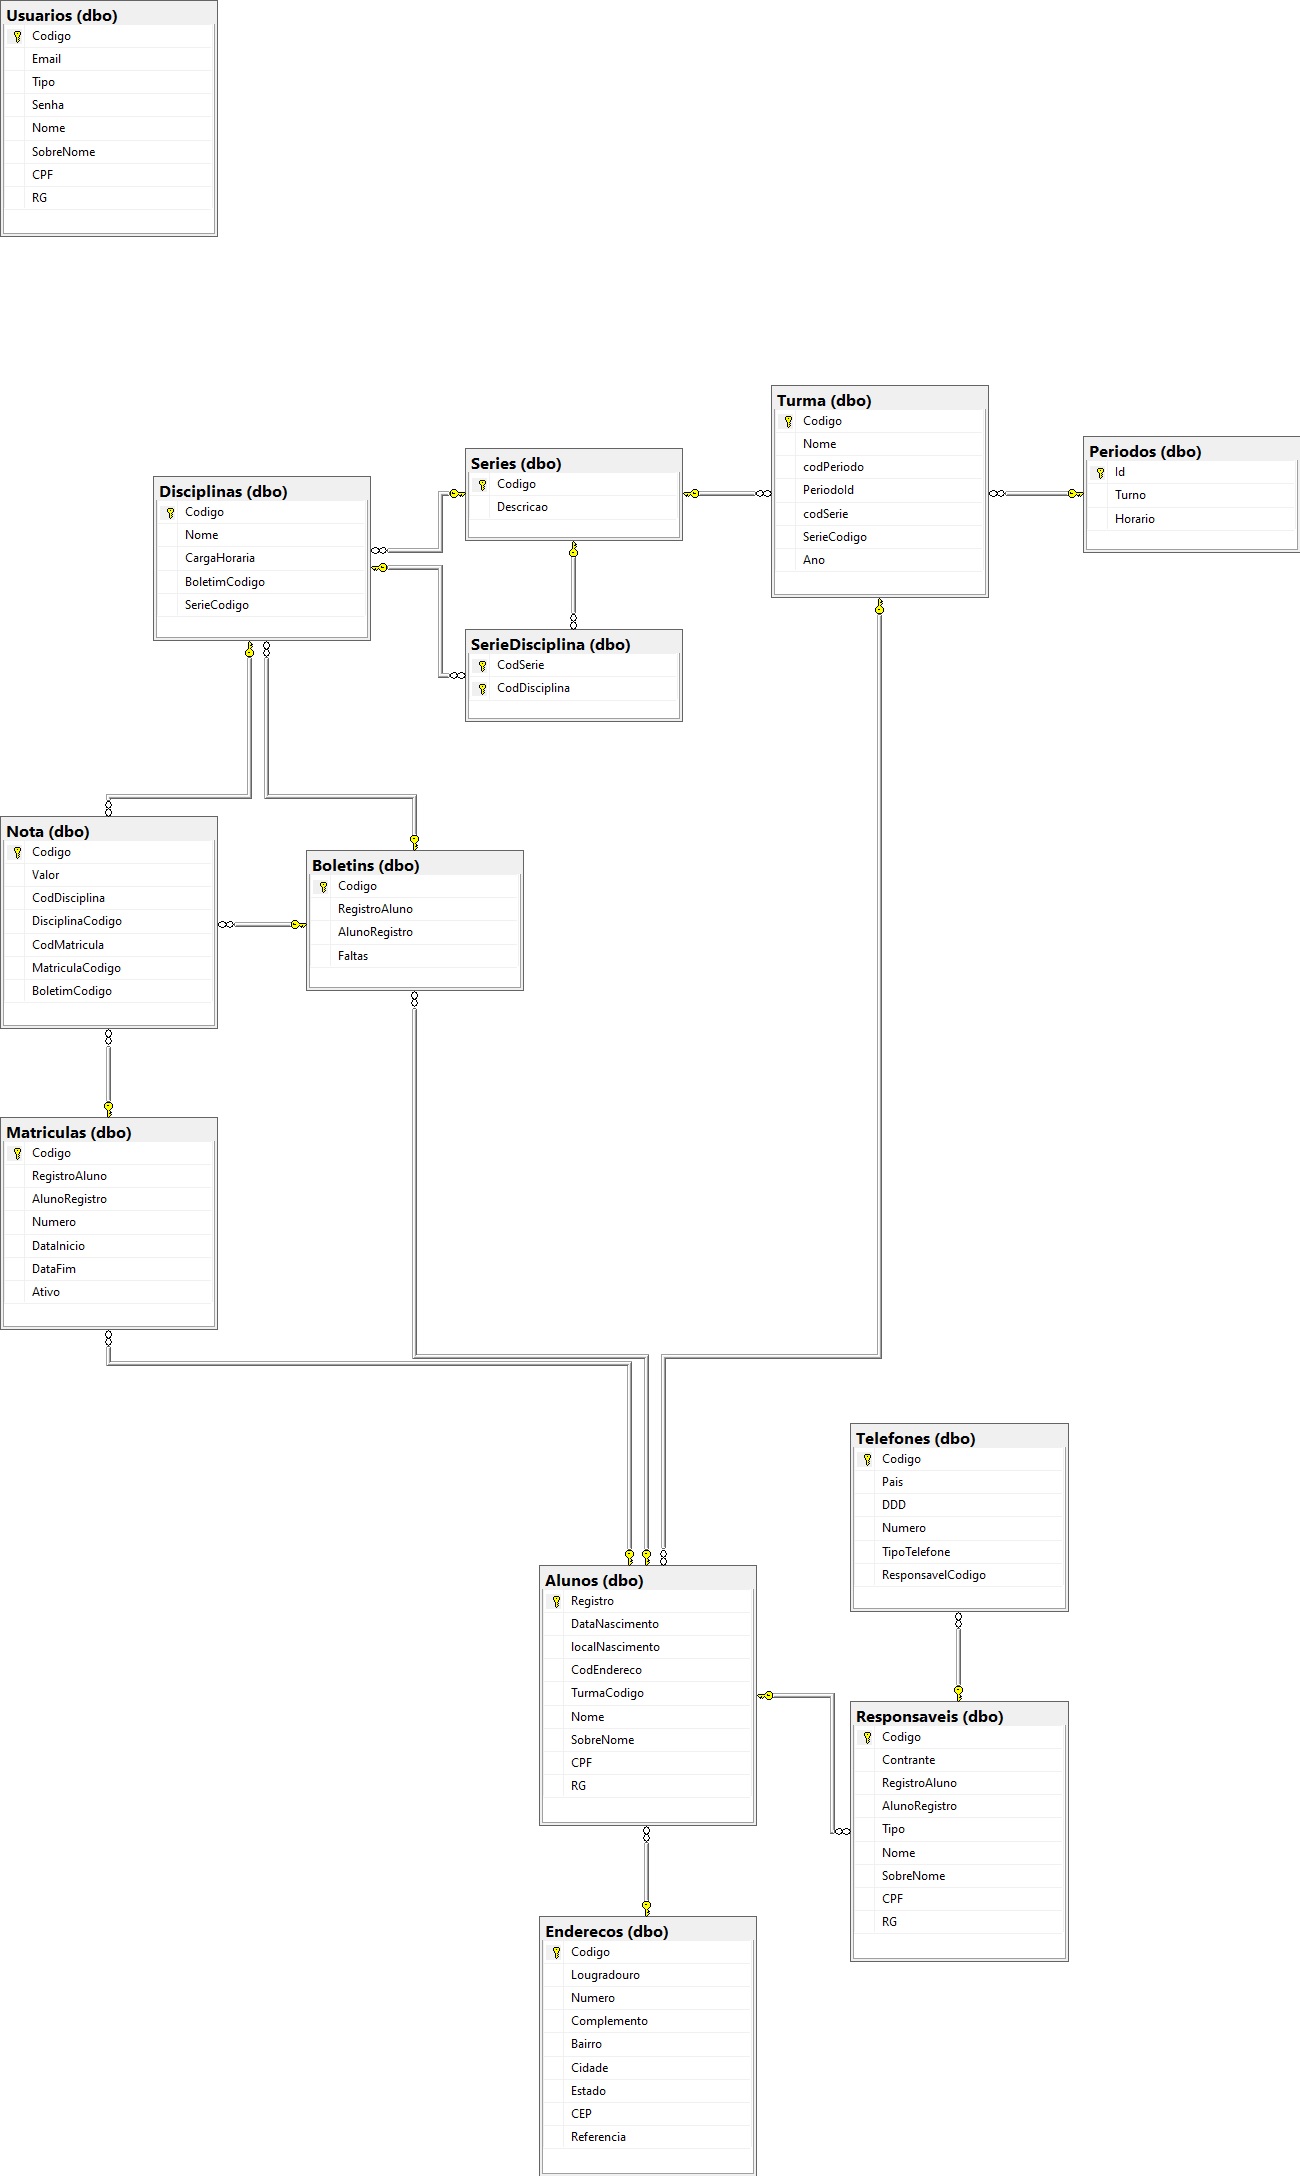 Usuarios (dbo)
Codigo
Email
Tipo
Senha
Nome
SobreNome
CPF
RG
Turma (dbo)
Codigo
Nome
codPeriodo
PeriodoId
codSerie
SerieCodigo
Ano
Periodos (dbo)
Id
Turno
Horario
Series (dbo)
Codigo
Descricao
Disciplinas (dbo)
Codigo
Nome
CargaHoraria
BoletimCodigo
SerieCodigo
SerieDisciplina (dbo)
CodSerie
CodDisciplina
Nota (dbo)
Codigo
Valor
CodDisciplina
DisciplinaCodigo
CodMatricula
MatriculaCodigo
BoletimCodigo
Boletins (dbo)
Codigo
RegistroAluno
AlunoRegistro
Faltas
Matriculas (dbo)
Codigo
RegistroAluno
AlunoRegistro
Numero
DataInicio
DataFim
Ativo
Telefones (dbo)
Codigo
Pais
DDD
Numero
TipoTelefone
ResponsavelCodigo
Alunos (dbo)
Registro
DataNascimento
localNascimento
CodEndereco
TurmaCodigo
Nome
SobreNome
CPF
RG
Responsaveis (dbo)
Codigo
Contrante
RegistroAluno
AlunoRegistro
Tipo
Nome
SobreNome
CPF
RG
Enderecos (dbo)
Codigo
Lougradouro
Numero
Complemento
Bairro
Cidade
Estado
CEP
Referencia